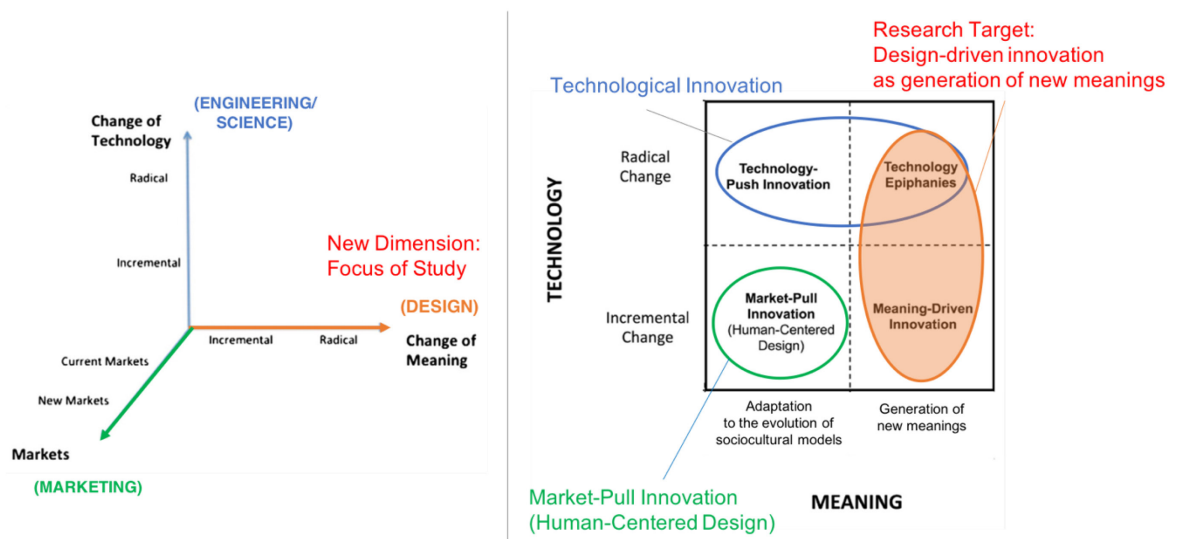 (ENGINEERING/
SCIENCE)
Change of
Technology
Radical
Incremental
New Dimension:
Focus of Study
(DESIGN)
Incremental
Radical
Change of
Meaning
Current Markets
New Markets
Markets
(MARKETING)
Research Target:
Design-driven innovation
as generation of new meanings
Technological Innovation
TECHNOLOGY
Radical
Change
Technology-
Push Innovation
Technology
Epiphanies
Incremental
Change
Market-Pull
Innovation
(Human-Centered
Design)
Meaning-Driven
Innovation
Adaptation
to the evolution of
sociocultural models
Generation of
new meanings
Market-Pull Innovation
(Human-Centered Design)
MEANING